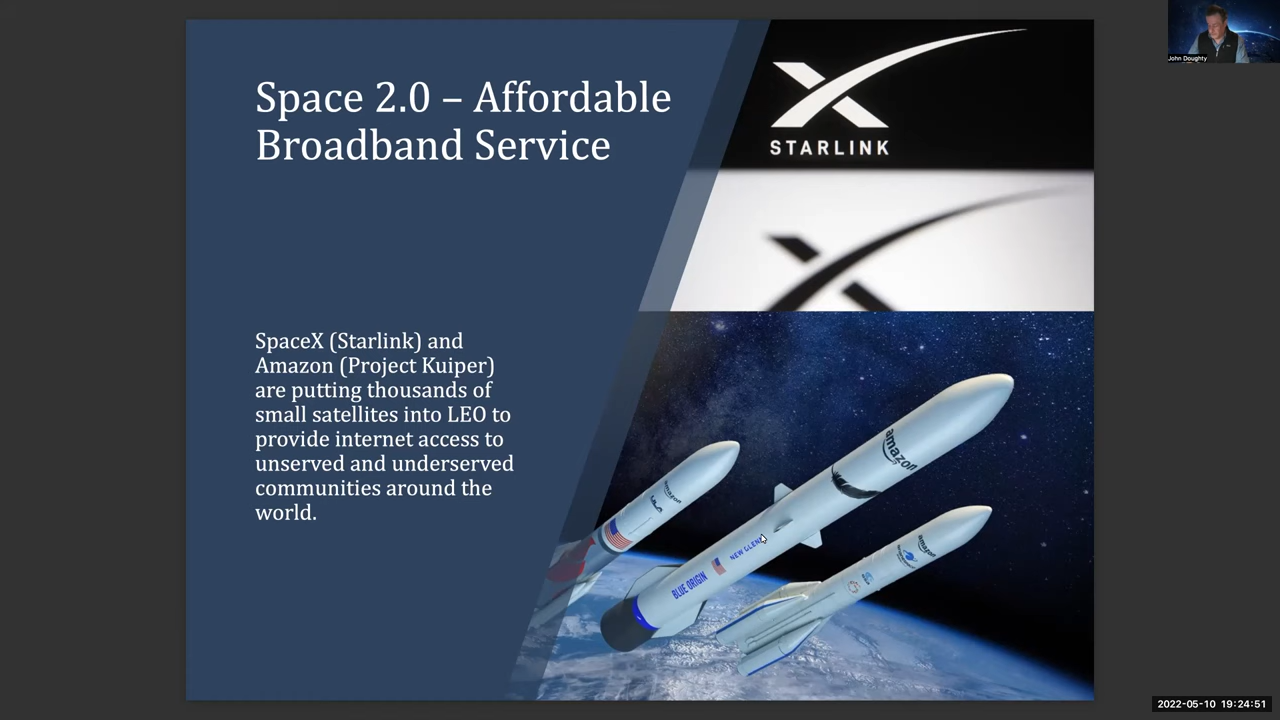 Space 2.0 – Affordable
Broadband Service
STARLINK
SpaceX (Starlink) and
Amazon (Project Kuiper)
are putting thousands of
small satellites into LEO to
provide internet access to
unserved and underserved
communities around the
world.
amazon
amazon
amazon
NEW GLENN
BLUE ORIGIN
John Doughty
2022-05-10 19:24:51